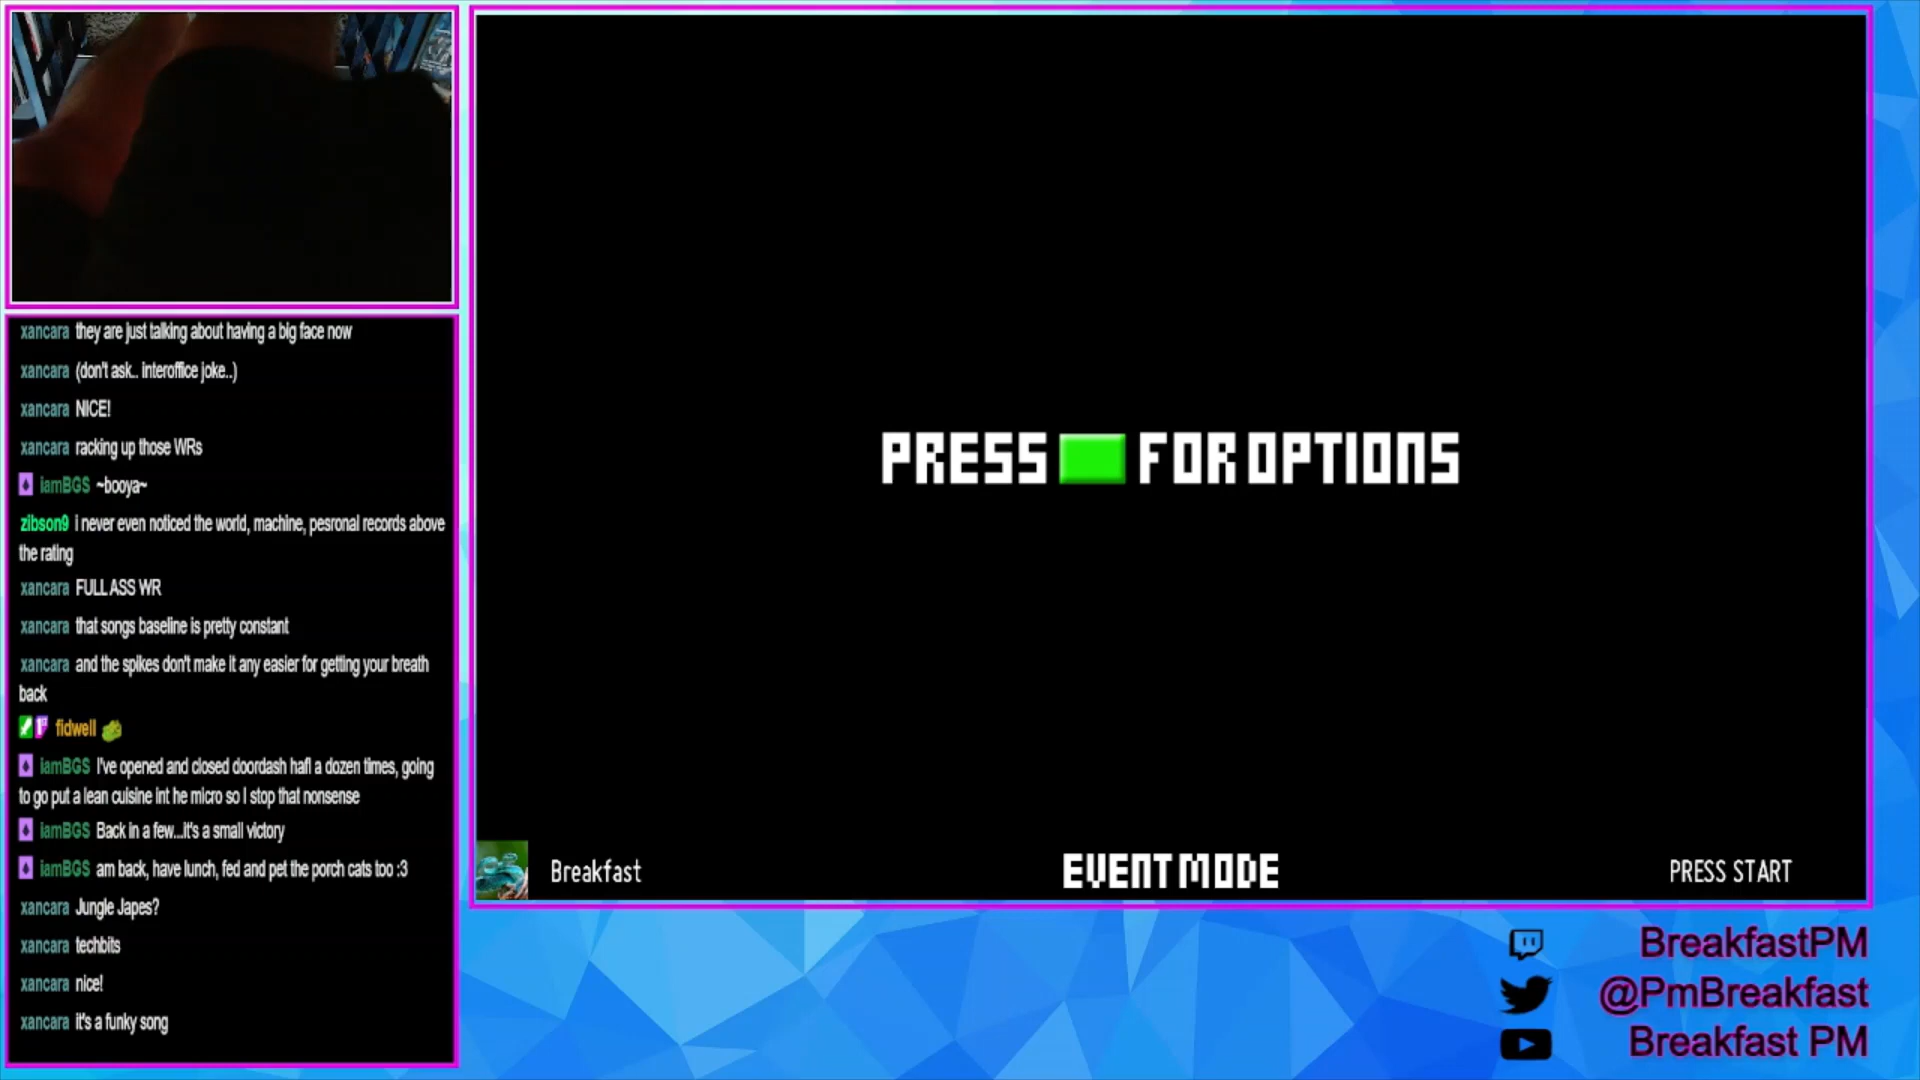 xancara they are just talking about having a big face now
xancara (don't ask.. interoffice joke..)
xancara NICE!
xancara racking up those WRs
iamBGS ~booya~
zibson9 i never even noticed the world, machine, pesronal records above
the rating
xancara FULL ASS WR
xancara that songs baseline is pretty constant
xancara and the spikes don't make it any easier for getting your breath
back
fidwell
iamBGS I've opened and closed doordash hafl a dozen times, going
to go put a lean cuisine int he micro so I stop that nonsense
iamBGS Back in a few...it's a small victory
iamBGS am back, have lunch, fed and pet the porch cats too :3
xancara Jungle Japes?
xancara techbits
xancara nice!
xancara it's a funky song
PRESS FOR OPTIONS
Breakfast
EVENT MODE
PRESS START
BreakfastPM
@PmBreakfast
Breakfast PM